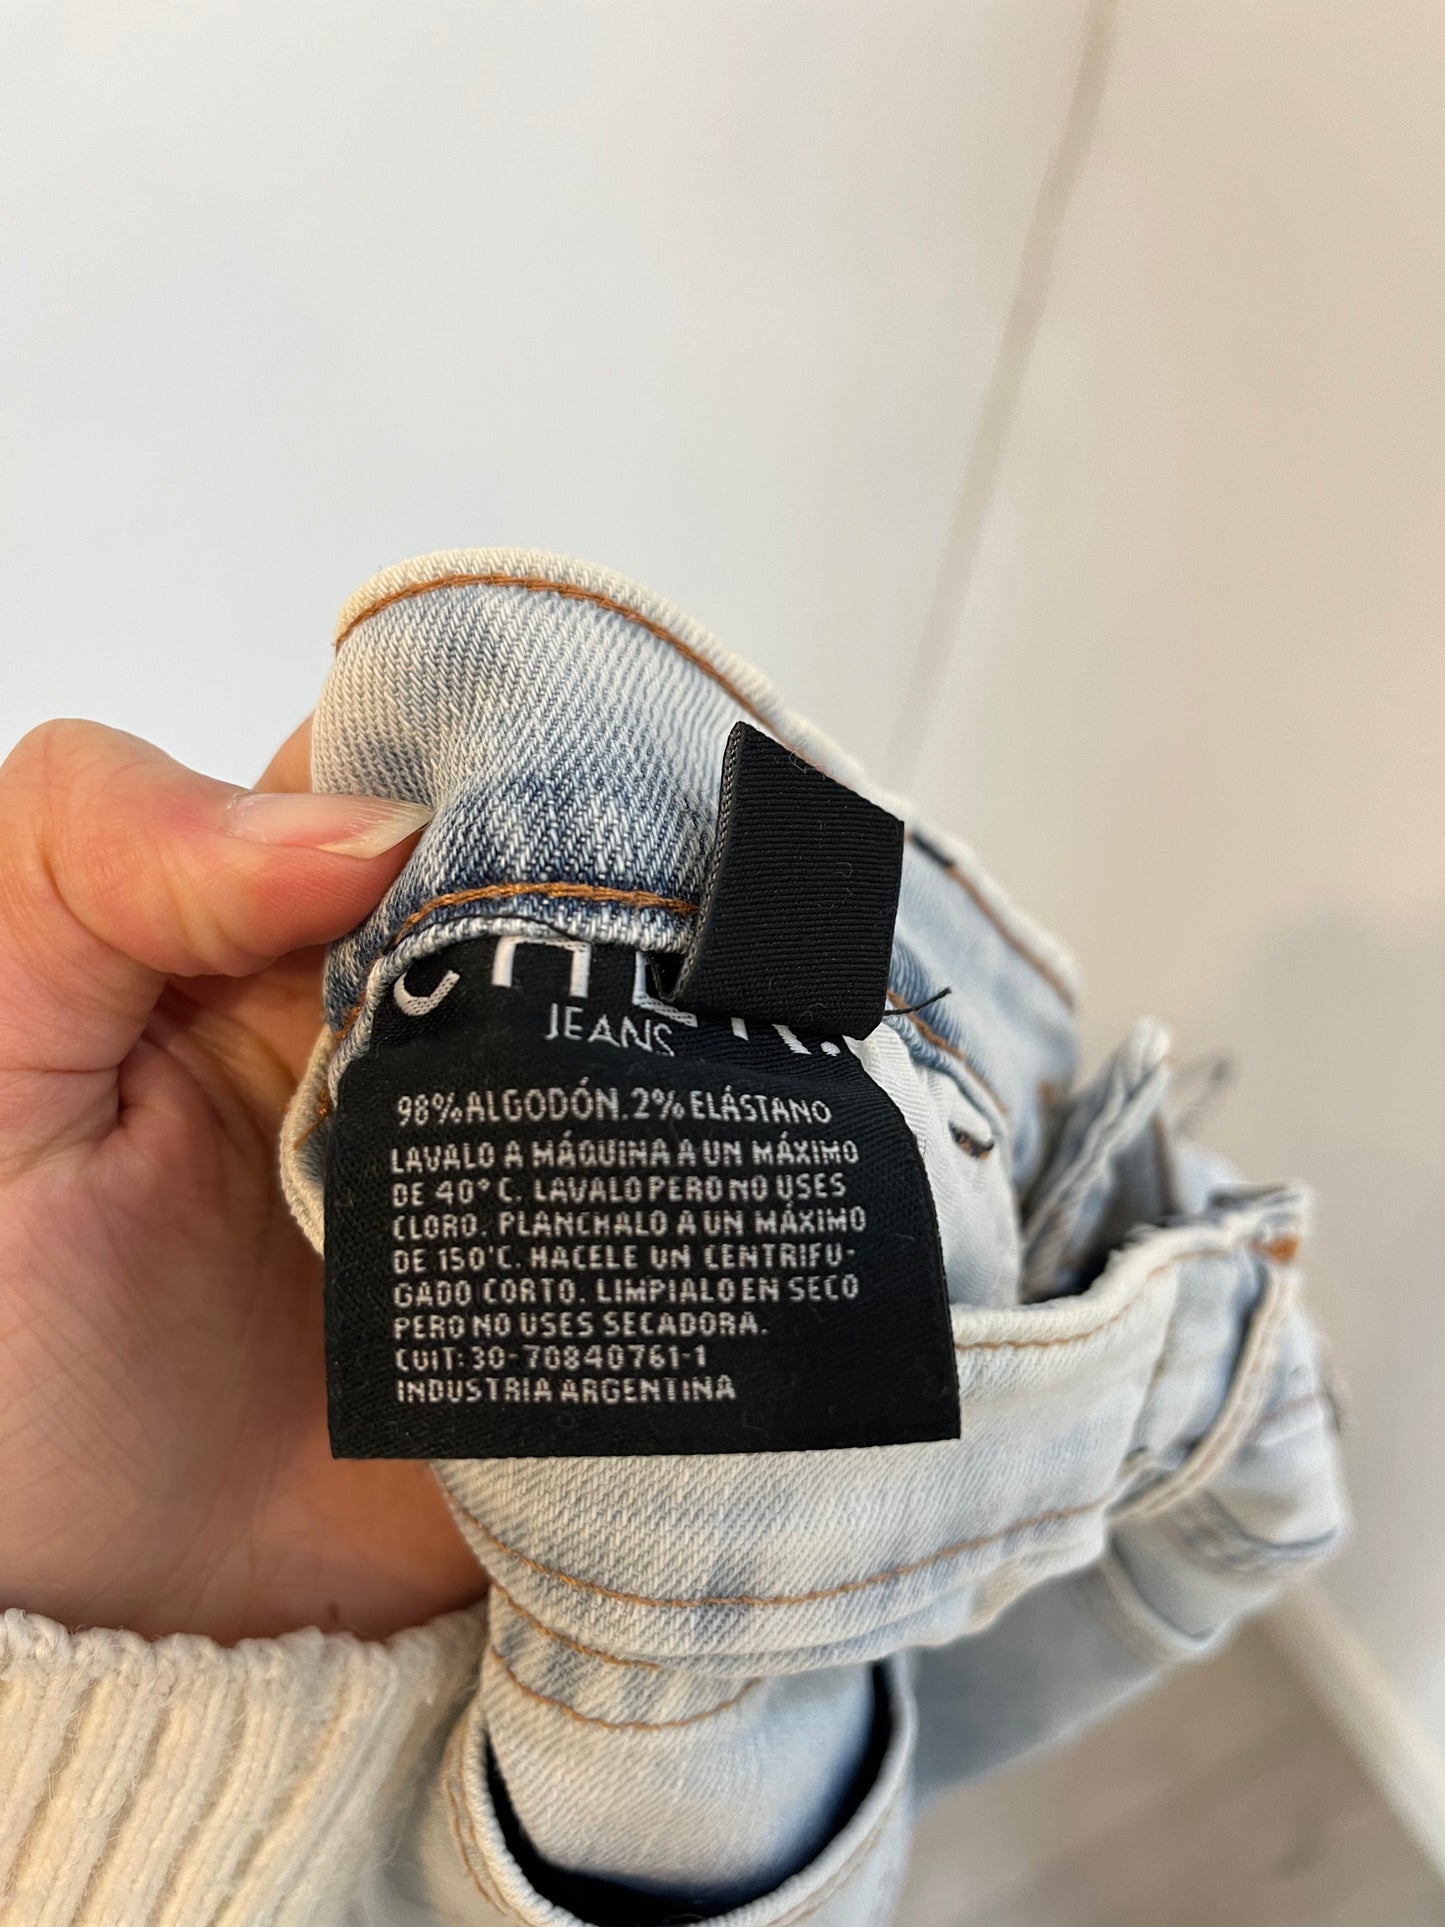 JEANS
98% ALGODÓN. 2% ELÁSTANO
LAVALO A MÁQUINA A UN MÁXIMO
DE 40° C. LAVALO PERO NO USES
CLORO. PLANCHALO A UN MÁXIMO
DE 150°C. HACELE UN CENTRIFU-
GADO CORTO. LIMPIALO EN SECO
PERO NO USES SECADORA.
CUIT: 30-70840761-1
INDUSTRIA ARGENTINA